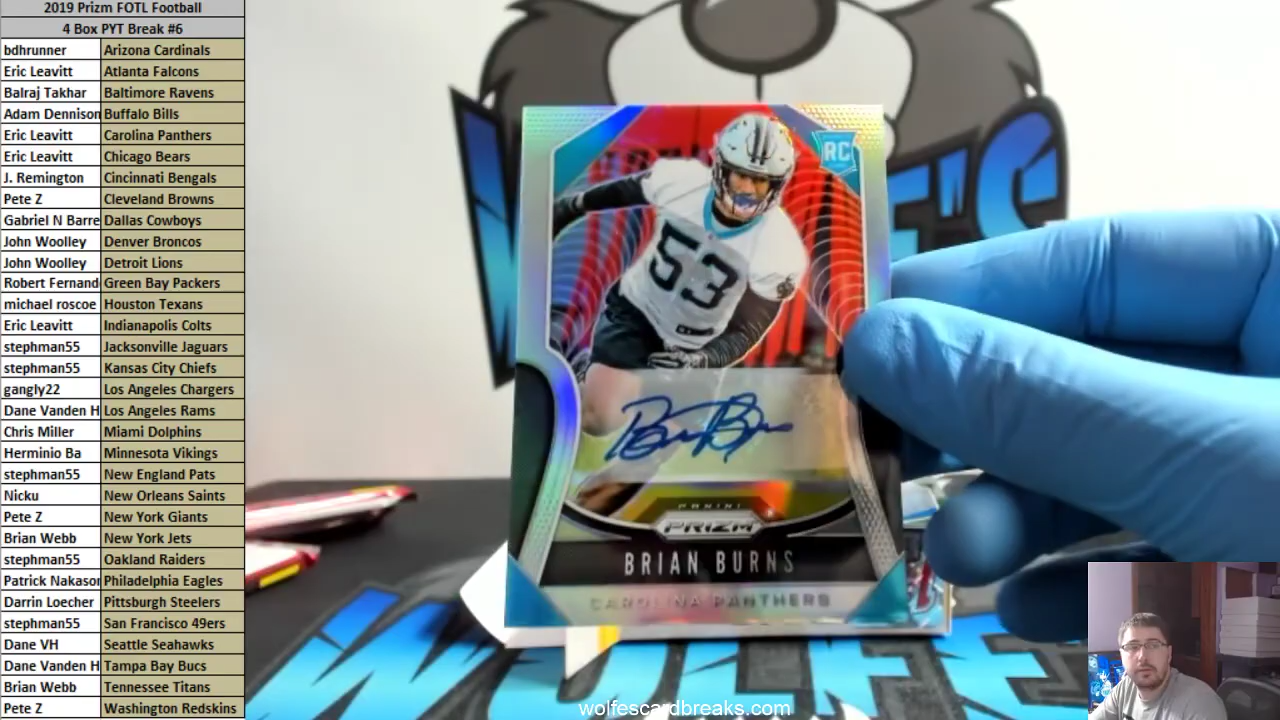 2019 Prizm FOTL Football
4 Box PYT Break #6
bdhrunner Arizona Cardinals
Eric Leavitt Atlanta Falcons
Balraj Takhar Baltimore Ravens
Adam Dennison Buffalo Bills
Eric Leavitt Carolina Panthers
Eric Leavitt Chicago Bears
J. Remington Cincinnati Bengals
Pete Z Cleveland Browns
Gabriel N Barre Dallas Cowboys
John Woolley Denver Broncos
John Woolley Detroit Lions
Robert Fernand Green Bay Packers
michael roscoe Houston Texans
Eric Leavitt Indianapolis Colts
stephman55 Jacksonville Jaguars
stephman55 Kansas City Chiefs
gangly22 Los Angeles Chargers
Dane Vanden H Los Angeles Rams
Chris Miller Miami Dolphins
Herminio Ba Minnesota Vikings
stephman55 New England Pats
Nicku New Orleans Saints
Pete Z New York Giants
Brian Webb New York Jets
stephman55 Oakland Raiders
Patrick Nakason Philadelphia Eagles
Darrin Loecher Pittsburgh Steelers
stephman55 San Francisco 49ers
Dane VH Seattle Seahawks
Dane Vanden H Tampa Bay Bucs
Brian Webb Tennessee Titans
Pete Z Washington Redskins
RC
53
PANINI
PRIZM
BRIAN BURNS
CAROLINA PANTHERS
WOLFE
wolfescardbreaks.com